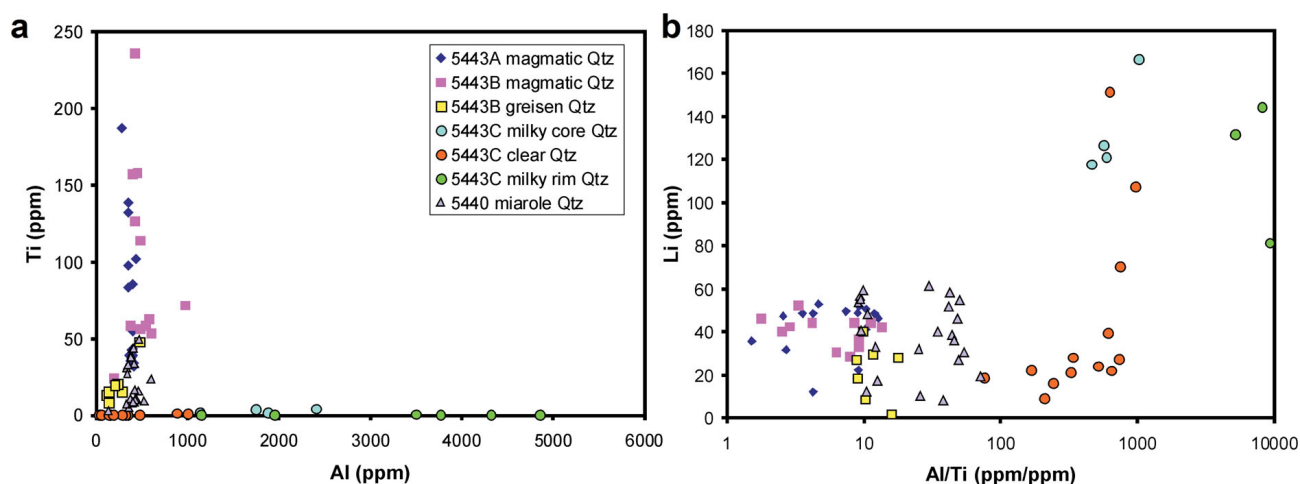 a
250
200
150
100
50
0
Ti (ppm)
5443A magmatic Qtz
5443B magmatic Qtz
5443B greisen Qtz
5443C milky core Qtz
5443C clear Qtz
5443C milky rim Qtz
5440 miarole Qtz
0 1000 2000 3000 4000 5000 6000
Al (ppm)
b
180
160
140
120
100
80
60
40
20
0
Li (ppm)
1 10 100 1000 10000
Al/Ti (ppm/ppm)